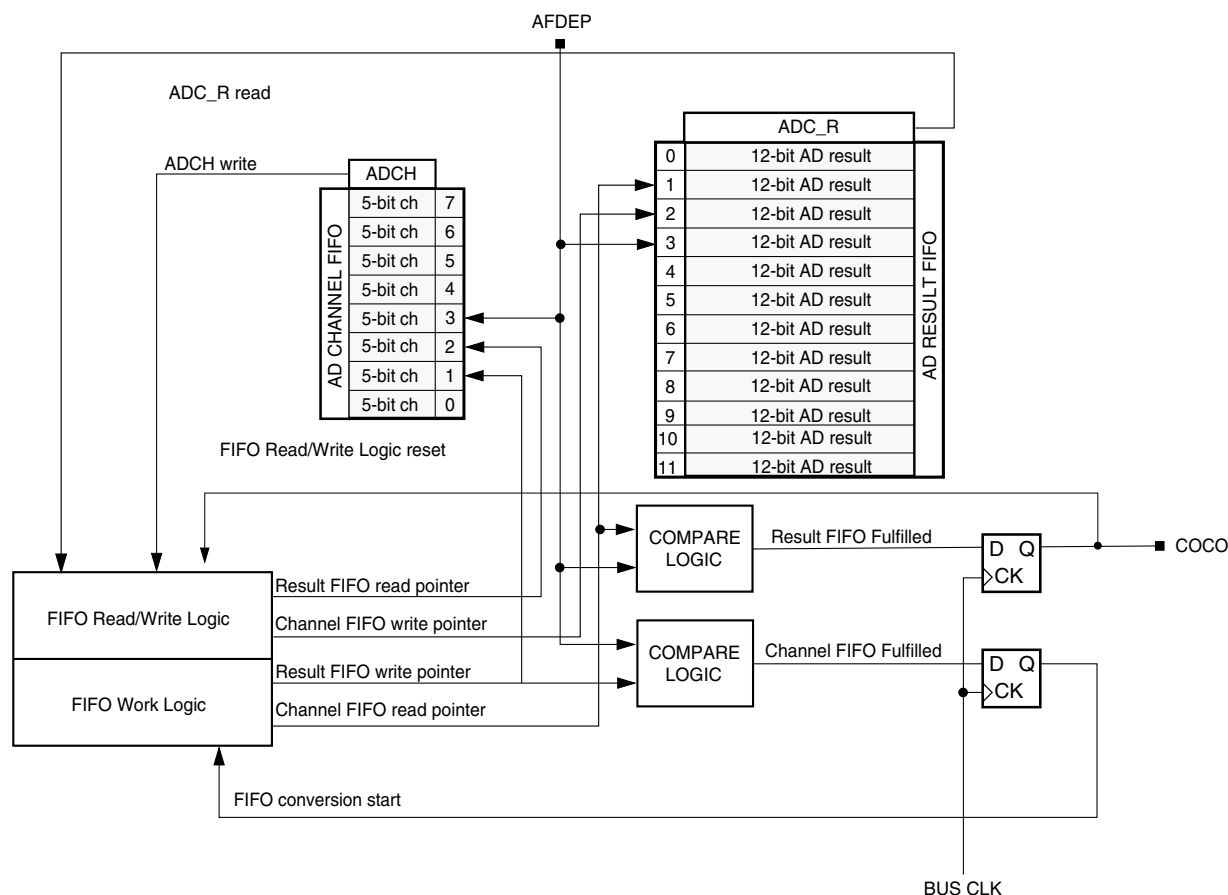 AFDEP
ADC_R read
ADC_R
ADCH write
ADCH
AD CHANNEL FIFO
5-bit ch 7
5-bit ch 6
5-bit ch 5
5-bit ch 4
5-bit ch 3
5-bit ch 2
5-bit ch 1
5-bit ch 0
0 12-bit AD result
1 12-bit AD result
2 12-bit AD result
3 12-bit AD result
4 12-bit AD result
5 12-bit AD result
6 12-bit AD result
7 12-bit AD result
8 12-bit AD result
9 12-bit AD result
10 12-bit AD result
11 12-bit AD result
AD RESULT FIFO
FIFO Read/Write Logic reset
COMPARE
LOGIC
Result FIFO Fulfilled
D Q
CK
COCO
FIFO Read/Write Logic
Result FIFO read pointer
Channel FIFO write pointer
COMPARE
LOGIC
Channel FIFO Fulfilled
D Q
CK
FIFO Work Logic
Result FIFO write pointer
Channel FIFO read pointer
FIFO conversion start
BUS CLK